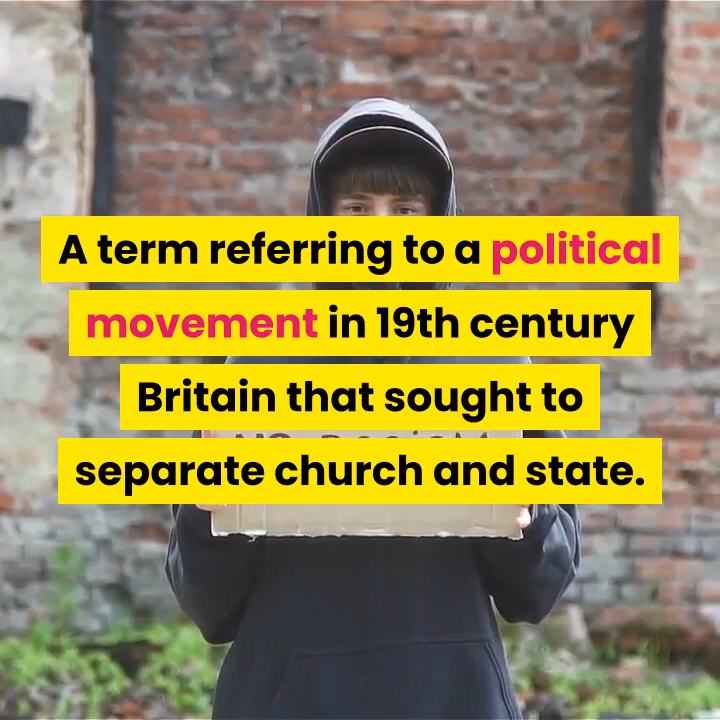 A term referring to a political
movement in 19th century
Britain that sought to
separate church and state.